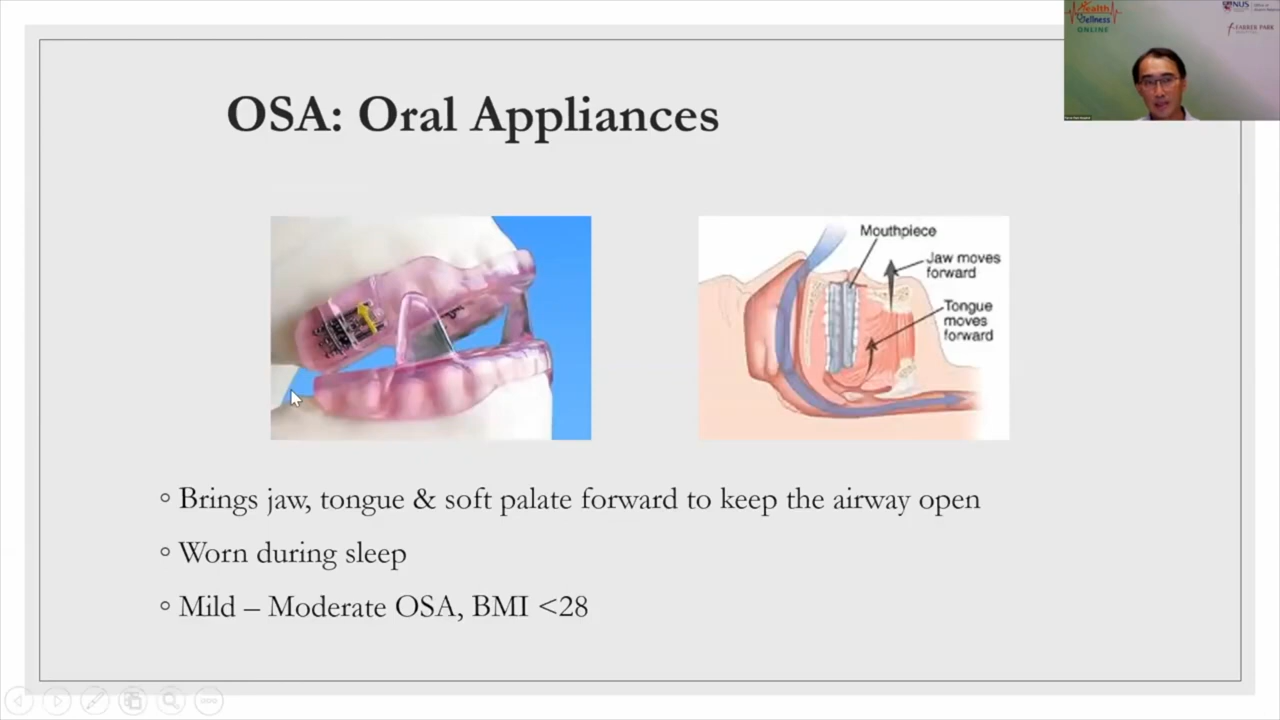 OSA: Oral Appliances
Health
Wellness
ONLINE
NUS
FARRER PARK
Mouthpiece
Jaw moves
forward
Tongue
moves
forward
◦ Brings jaw, tongue & soft palate forward to keep the airway open
◦ Worn during sleep
◦ Mild – Moderate OSA, BMI <28